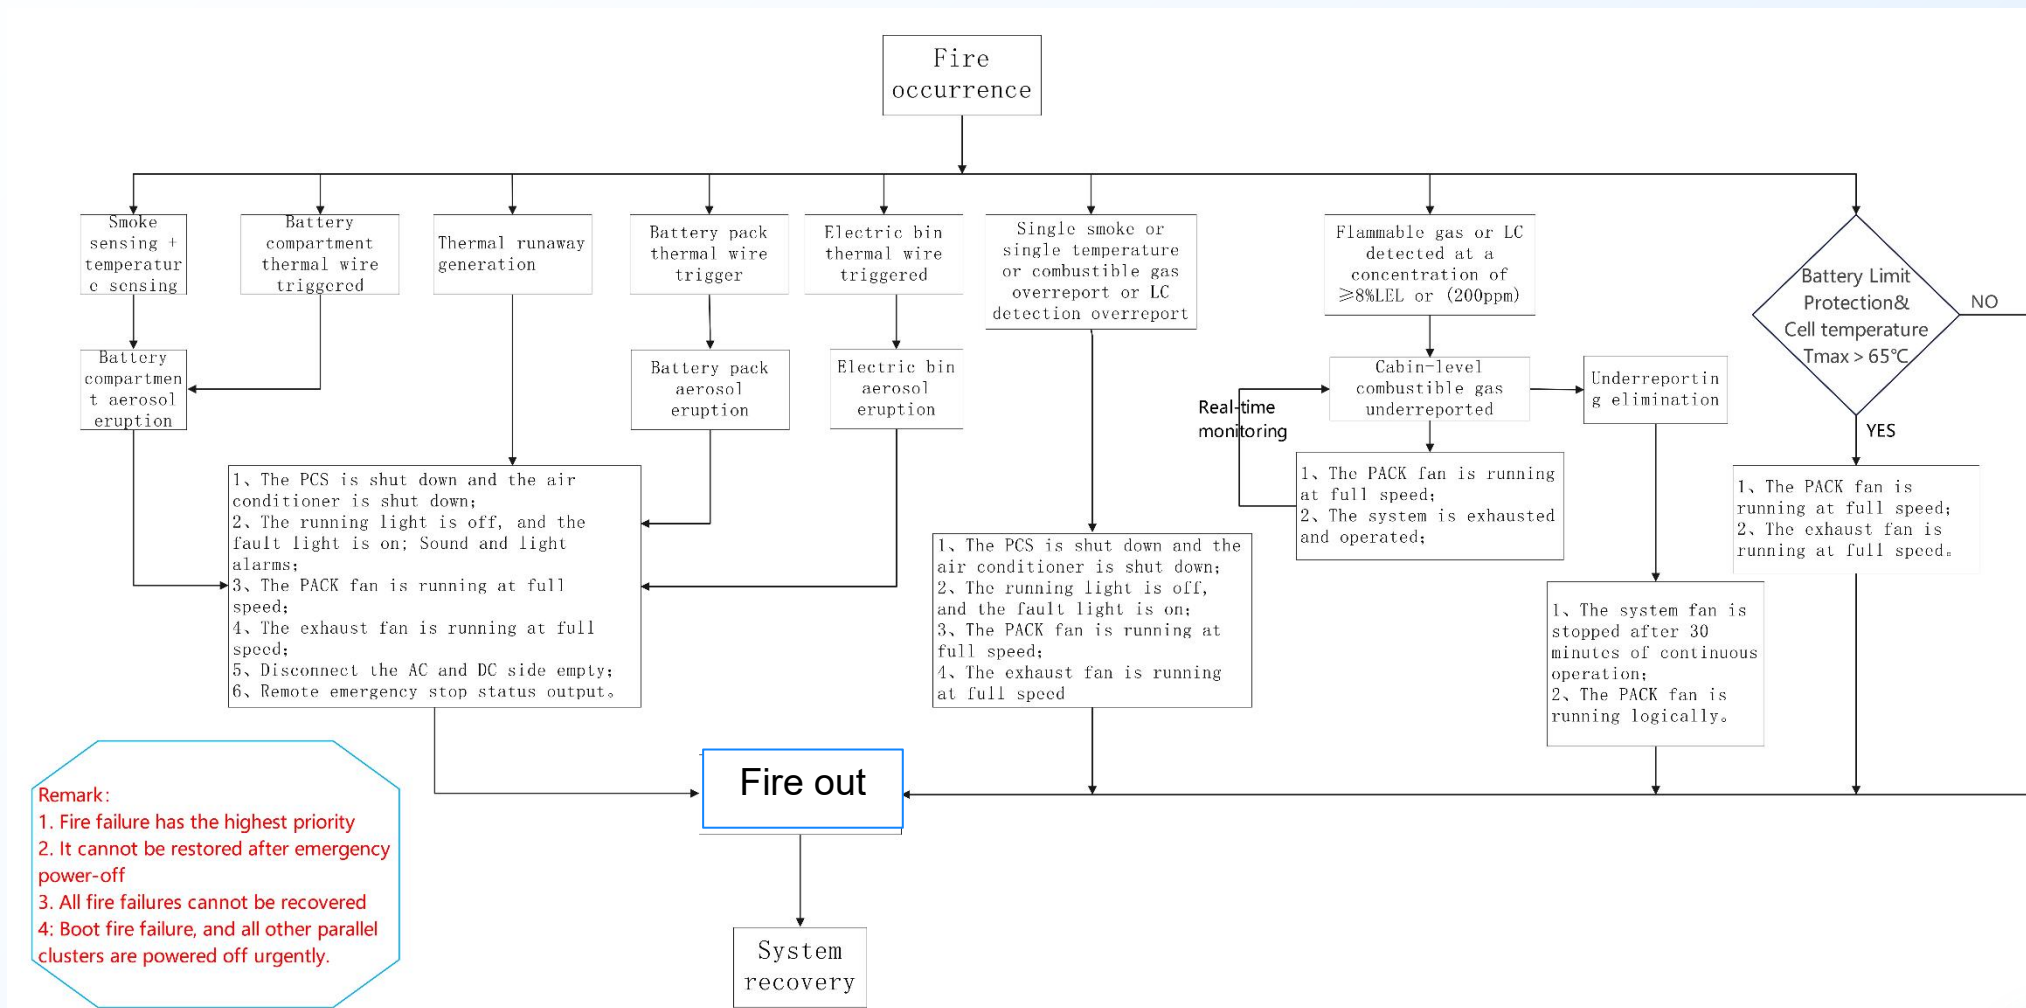 Fire
occurrence
Smoke
sensing +
temperatur
e sensing
Battery
compartment
thermal wire
triggered
Thermal runaway
generation
Battery pack
thermal wire
trigger
Electric bin
thermal wire
triggered
Single smoke or
single temperature
or combustible gas
overreport or LC
detection overreport
Flammable gas or LC
detected at a
concentration of
≥8%LEL or (200ppm)
Battery Limit
Protection&
Cell temperature
Tmax > 65℃
NO
YES
Battery
compartmen
t aerosol
eruption
Battery pack
aerosol
eruption
Electric bin
aerosol
eruption
Cabin-level
combustible gas
underreported
Underreportin
g elimination
Real-time
monitoring
1、The PCS is shut down and the air
conditioner is shut down;
2、The running light is off, and the
fault light is on; Sound and light
alarms;
3、The PACK fan is running at full
speed;
4、The exhaust fan is running at full
speed;
5、Disconnect the AC and DC side empty;
6、Remote emergency stop status output。
1、The PCS is shut down and the
air conditioner is shut down;
2、The running light is off,
and the fault light is on;
3、The PACK fan is running at
full speed;
4、The exhaust fan is running
at full speed
1、The PACK fan is running
at full speed;
2、The system is exhausted
and operated;
1、The system fan is
stopped after 30
minutes of continuous
operation;
2、The PACK fan is
running logically。
1、The PACK fan is
running at full speed;
2、The exhaust fan is
running at full speed。
Fire out
System
recovery
Remark:
1. Fire failure has the highest priority
2. It cannot be restored after emergency
power-off
3. All fire failures cannot be recovered
4: Boot fire failure, and all other parallel
clusters are powered off urgently.